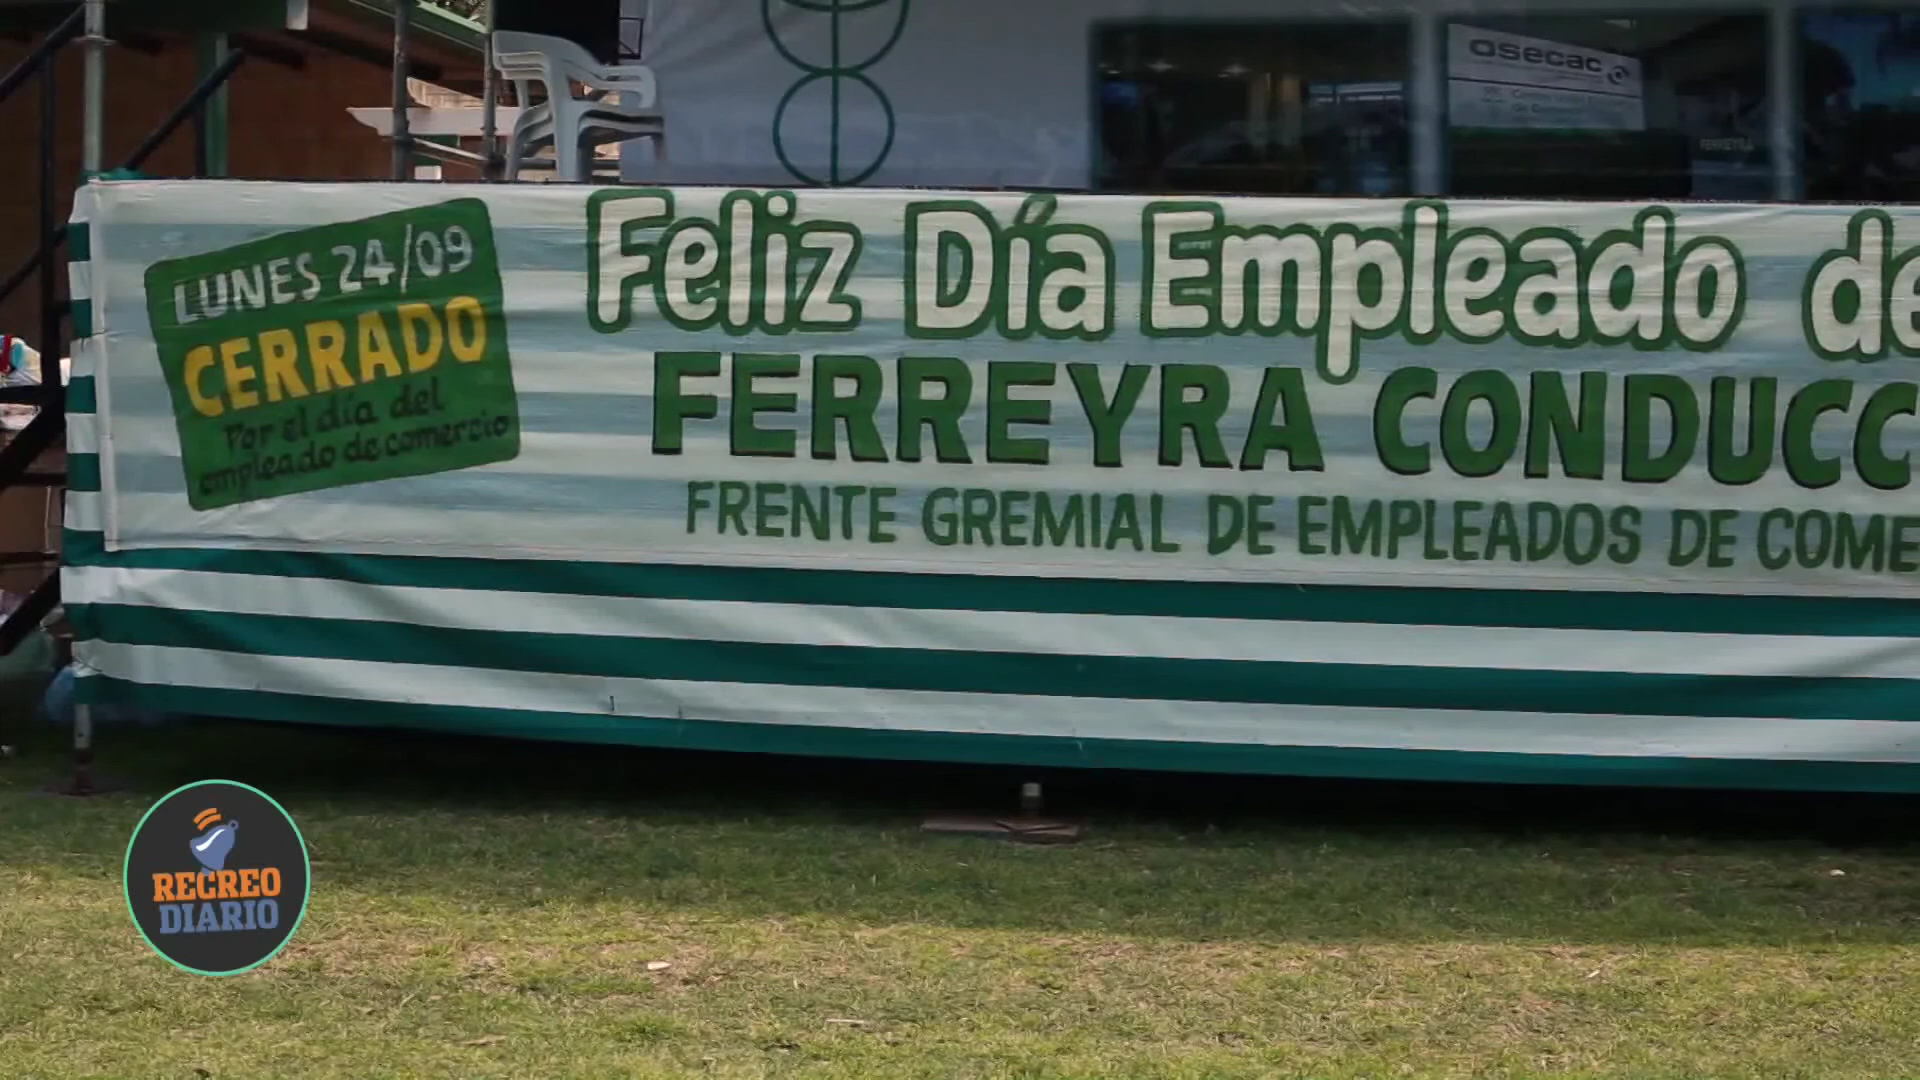 osecac
LUNES 24/09
CERRADO
Por el día del
empleado de comercio
Feliz Día Empleado de
FERREYRA CONDUCC
FRENTE GREMIAL DE EMPLEADOS DE COME
RECREO
DIARIO